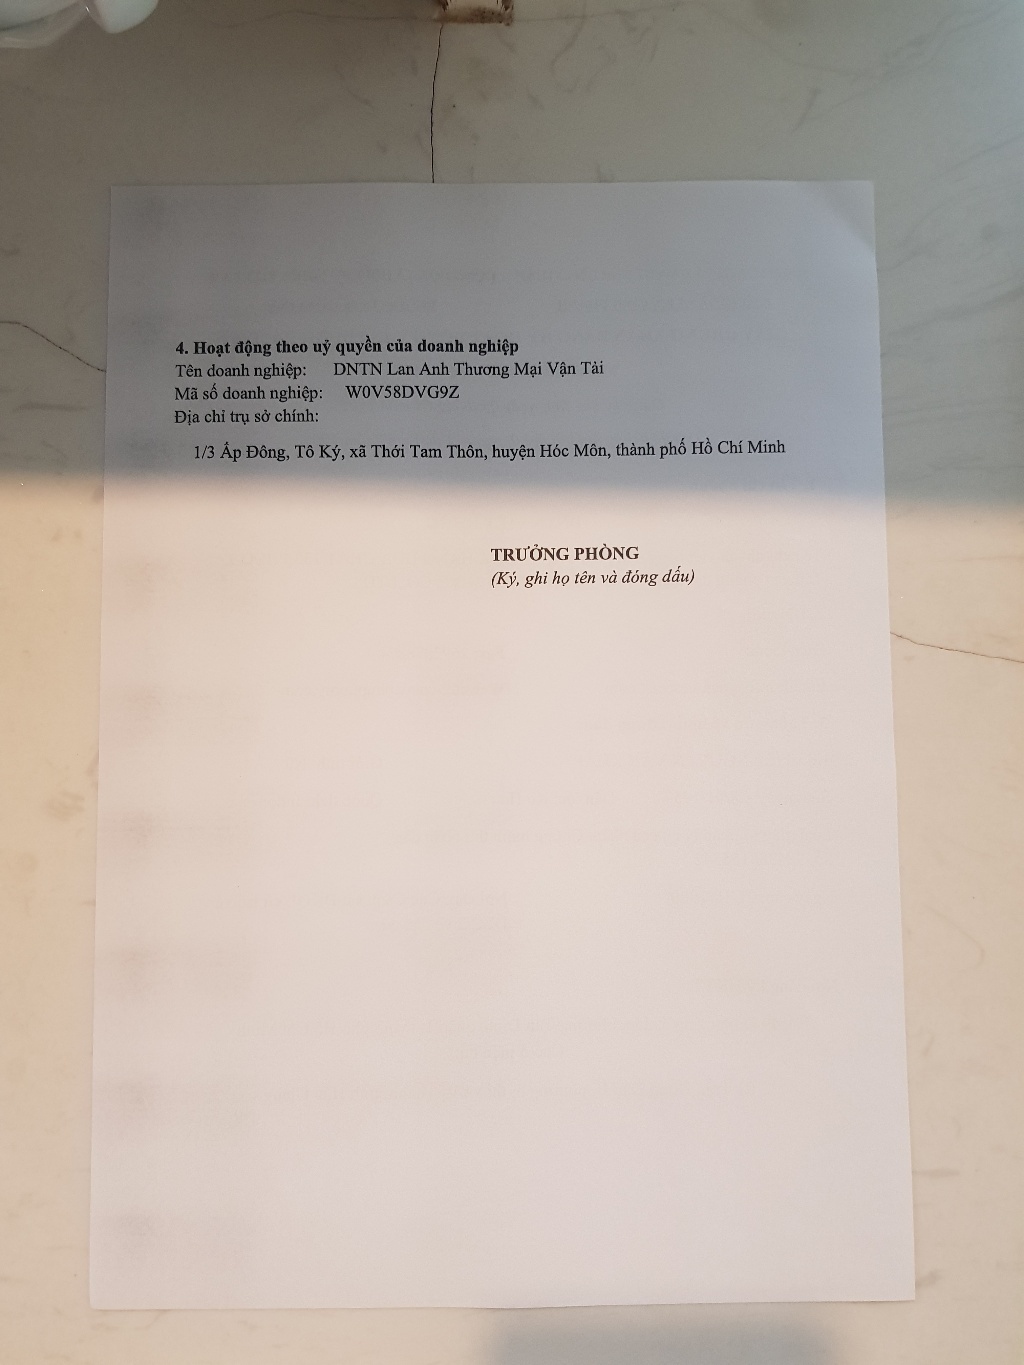 4. Hoạt động theo uỷ quyền của doanh nghiệp
Tên doanh nghiệp: DNTN Lan Anh Thương Mại Vận Tải
Mã số doanh nghiệp: W0V58DVG9Z
Địa chỉ trụ sở chính:
1/3 Ấp Đông, Tô Ký, xã Thới Tam Thôn, huyện Hóc Môn, thành phố Hồ Chí Minh
TRƯỞNG PHÒNG
(Ký, ghi họ tên và đóng dấu)